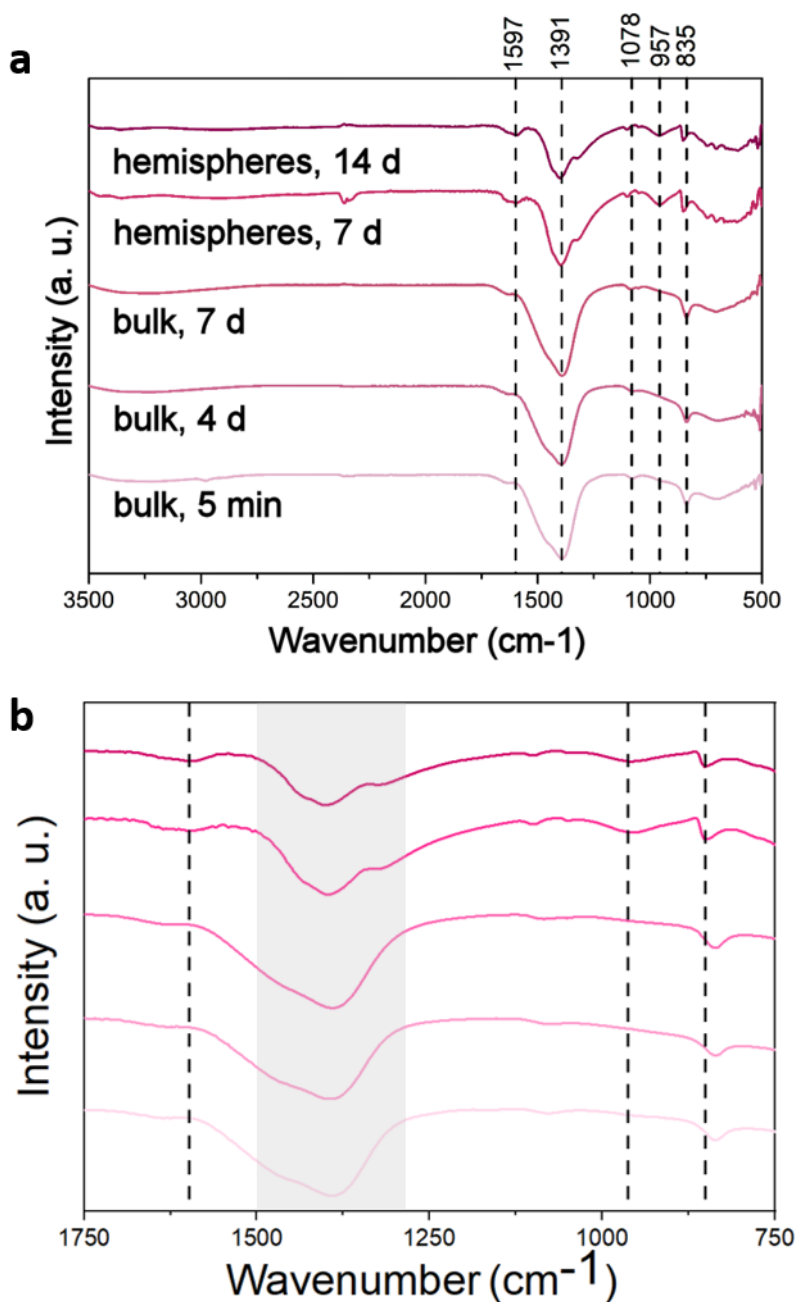 a
1597
1391
1078
957
835
hemispheres, 14 d
hemispheres, 7 d
bulk, 7 d
bulk, 4 d
bulk, 5 min
Intensity (a. u.)
3500 3000 2500 2000 1500 1000 500
Wavenumber (cm-1)
b
Intensity (a. u.)
1750 1500 1250 1000 750
Wavenumber (cm⁻¹)